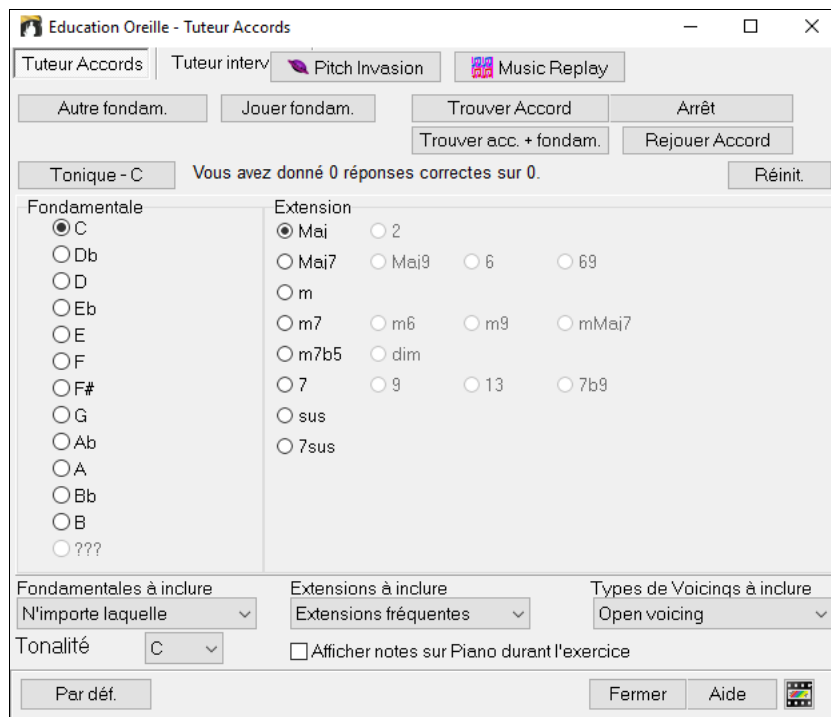 Education Oreille - Tuteur Accords
Tuteur Accords Tuteur interv Pitch Invasion Music Replay
Autre fondam. Jouer fondam. Trouver Accord Arrêt
Trouver acc. + fondam. Rejouer Accord
Tonique - C Vous avez donné 0 réponses correctes sur 0. Réinit.
Fondamentale Extension
C Maj 2
Db Maj7 Maj9 6 69
D m
Eb m7 m6 m9 mMaj7
E m7b5 dim
F 7 9 13 7b9
F# sus
G 7sus
Ab
A
Bb
B
???
Fondamentales à inclure Extensions à inclure Types de Voicings à inclure
N'importe laquelle Extensions fréquentes Open voicing
Tonalité C Afficher notes sur Piano durant l'exercice
Par déf. Fermer Aide